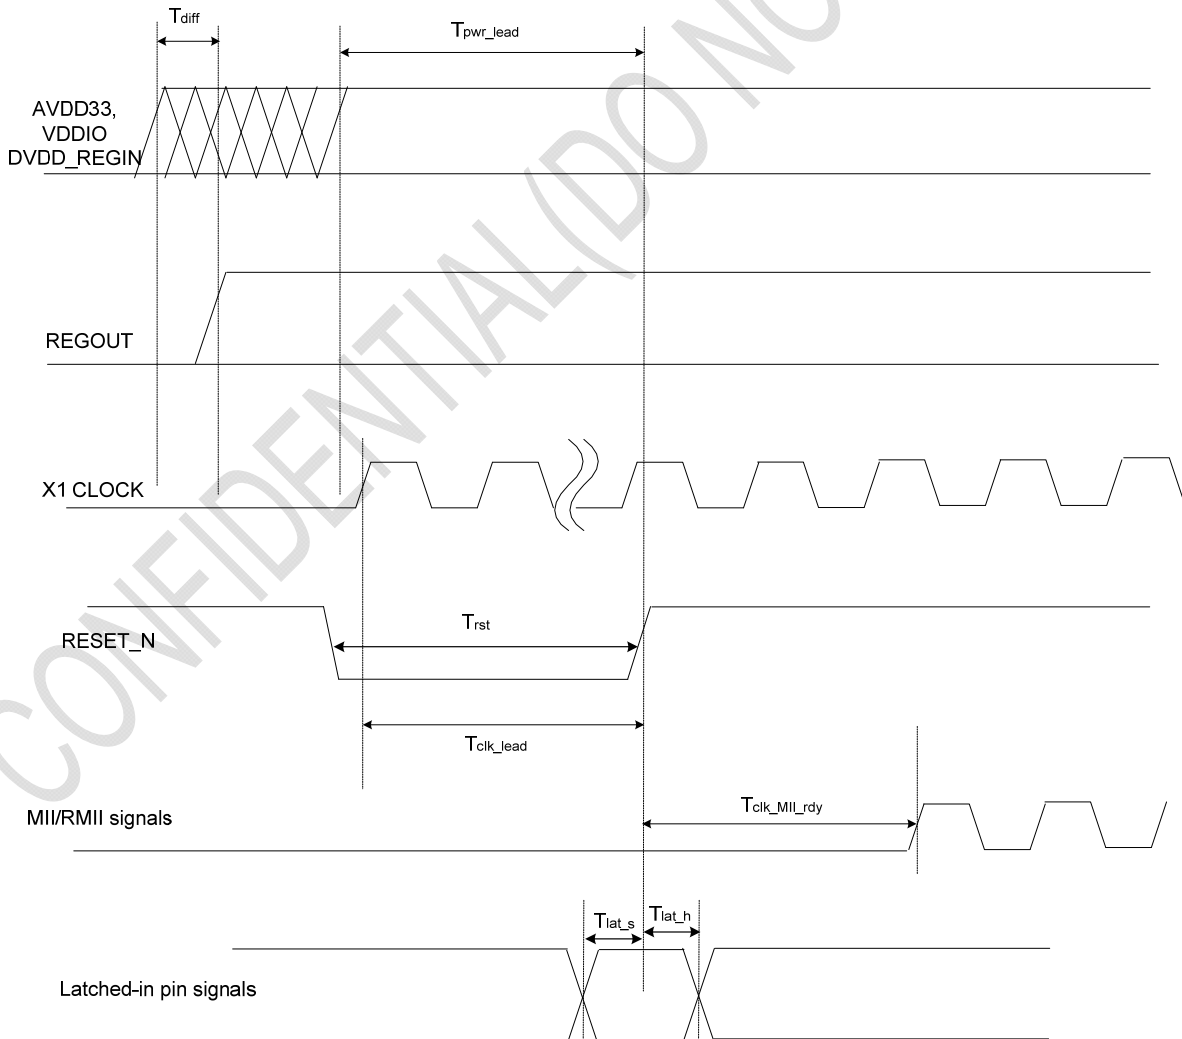 Tdiff
Tpwr_lead
AVDD33,
VDDIO
DVDD_REGIN
REGOUT
X1 CLOCK
RESET_N
Trst
Tclk_lead
MII/RMII signals
Tclk_MII_rdy
Tlat_s
Tlat_h
Latched-in pin signals
CONFIDENTIAL(DO NO